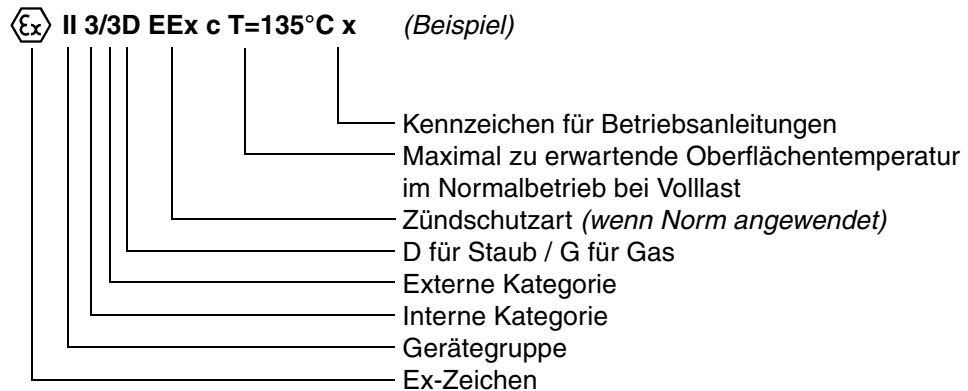 Ex II 3/3D EEx c T=135°C x (Beispiel)
Kennzeichen für Betriebsanleitungen
Maximal zu erwartende Oberflächentemperatur
im Normalbetrieb bei Volllast
Zündschutzart (wenn Norm angewendet)
D für Staub / G für Gas
Externe Kategorie
Interne Kategorie
Gerätegruppe
Ex-Zeichen